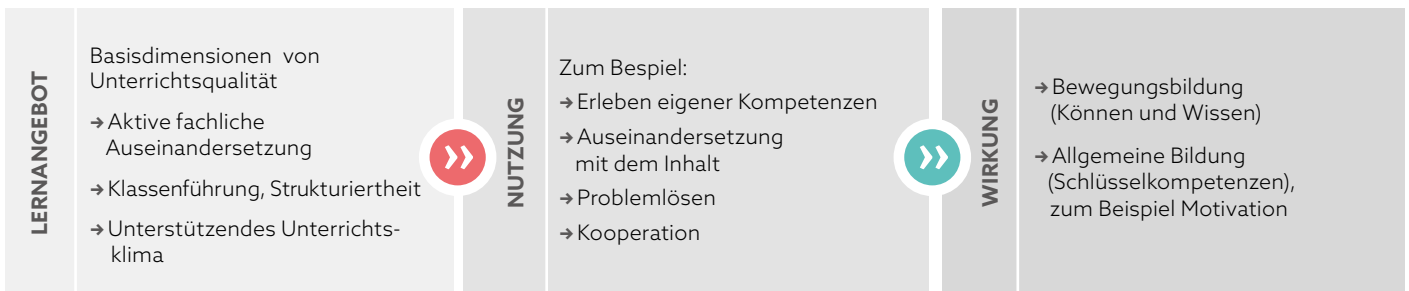 LERNANGEBOT
Basisdimensionen von
Unterrichtsqualität
→ Aktive fachliche
Auseinandersetzung
→ Klassenführung, Strukturiertheit
→ Unterstützendes Unterrichts-
klima
NUTZUNG
Zum Bespiel:
→ Erleben eigener Kompetenzen
→ Auseinandersetzung
mit dem Inhalt
→ Problemlösen
→ Kooperation
WIRKUNG
→ Bewegungsbildung
(Können und Wissen)
→ Allgemeine Bildung
(Schlüsselkompetenzen),
zum Beispiel Motivation